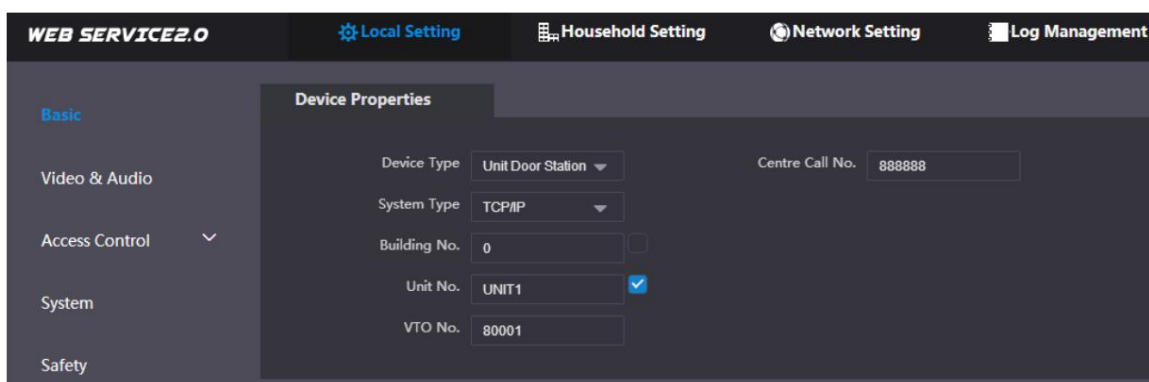 WEB SERVICE2.0 Local Setting Household Setting Network Setting Log Management
Basic
Device Properties
Video & Audio
Access Control
System
Safety
Device Type Unit Door Station Centre Call No. 888888
System Type TCP/IP
Building No. 0
Unit No. UNIT1
VTO No. 80001